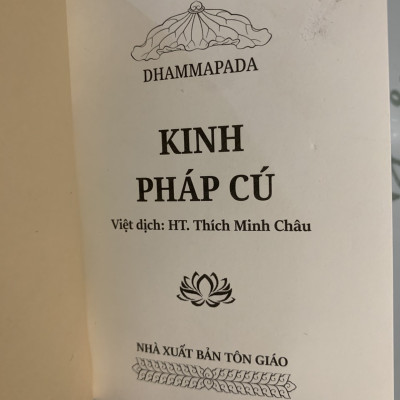 DHAMMAPADA
KINH
PHÁP CÚ
Việt dịch: HT. Thích Minh Châu
NHÀ XUẤT BẢN TÔN GIÁO